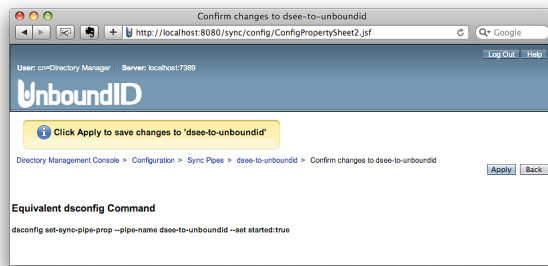 Confirm changes to dsee-to-unboundid
http://localhost:8080/sync/config/ConfigPropertySheet2.jsf
Google
Log Out Help
User: cn=Directory Manager Server: localhost:7389
UnboundID
Click Apply to save changes to 'dsee-to-unboundid'
Directory Management Console > Configuration > Sync Pipes > dsee-to-unboundid > Confirm changes to dsee-to-unboundid
Apply Back
Equivalent dsconfig Command
dsconfig set-sync-pipe-prop --pipe-name dsee-to-unboundid --set started:true